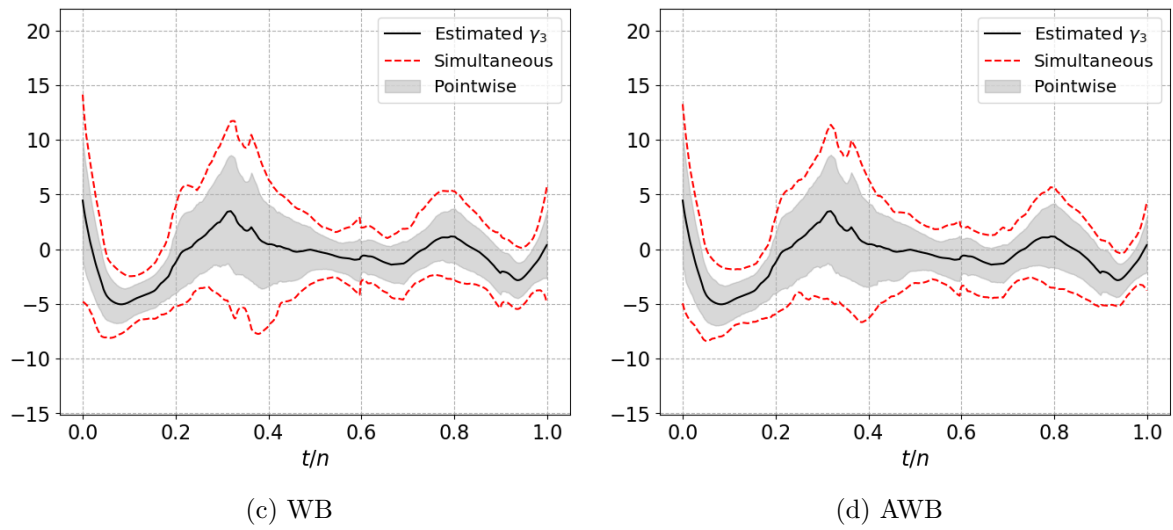 20
15
10
5
0
−5
−10
−15
0.0 0.2 0.4 0.6 0.8 1.0
t/n
Estimated γ₃
Simultaneous
Pointwise
(c) WB
20
15
10
5
0
−5
−10
−15
0.0 0.2 0.4 0.6 0.8 1.0
t/n
Estimated γ₃
Simultaneous
Pointwise
(d) AWB